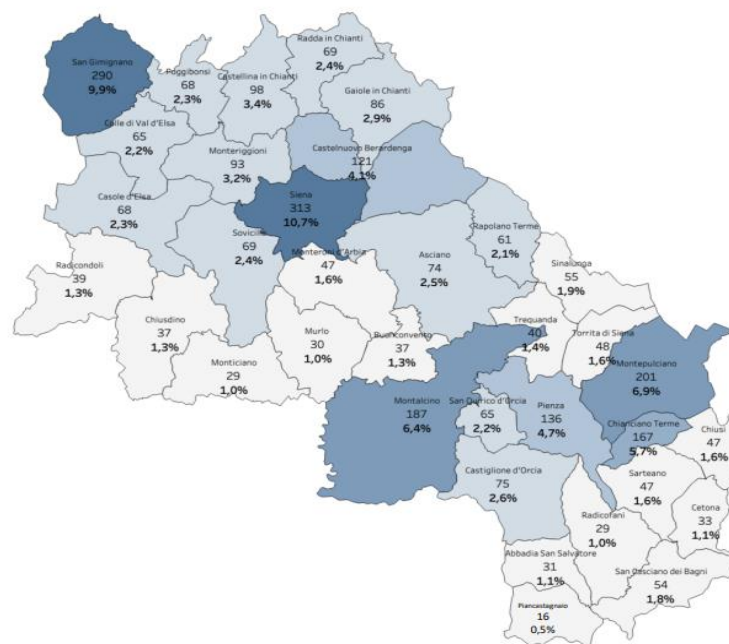 Radda in Chianti
69
2,4%
San Gimignano
290
9,9%
Poggibonsi
68
2,3%
Castellina in Chianti
98
3,4%
Gaiole in Chianti
86
2,9%
Colle di Val d'Elsa
65
2,2%
Monteriggioni
93
3,2%
Castelnuovo Berardenga
121
4,1%
Casole d'Elsa
68
2,3%
Siena
313
10,7%
Sovicille
69
2,4%
Rapolano Terme
61
2,1%
Monteroni d'Arbia
47
1,6%
Asciano
74
2,5%
Sinalunga
55
1,9%
Radicondoli
39
1,3%
Chiusdino
37
1,3%
Murlo
30
1,0%
Buonconvento
37
1,3%
Trequanda
40
1,4%
Torrita di Siena
48
1,6%
Monticiano
29
1,0%
Montepulciano
201
6,9%
Montalcino
187
6,4%
San Quirico d'Orcia
65
2,2%
Pienza
136
4,7%
Chianciano Terme
167
5,7%
Chiusi
47
1,6%
Sarteano
47
1,6%
Castiglione d'Orcia
75
2,6%
Cetona
33
1,1%
Radicofani
29
1,0%
Abbadia San Salvatore
31
1,1%
San Casciano dei Bagni
54
1,8%
Piancastagnaio
16
0,5%